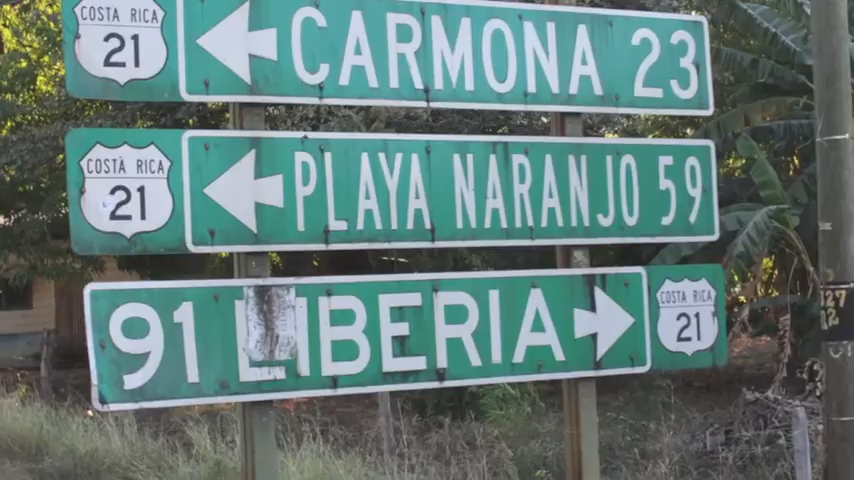 COSTA RICA
21
CARMONA 23
COSTA RICA
21
PLAYA NARANJO 59
91 LIBERIA
COSTA RICA
21